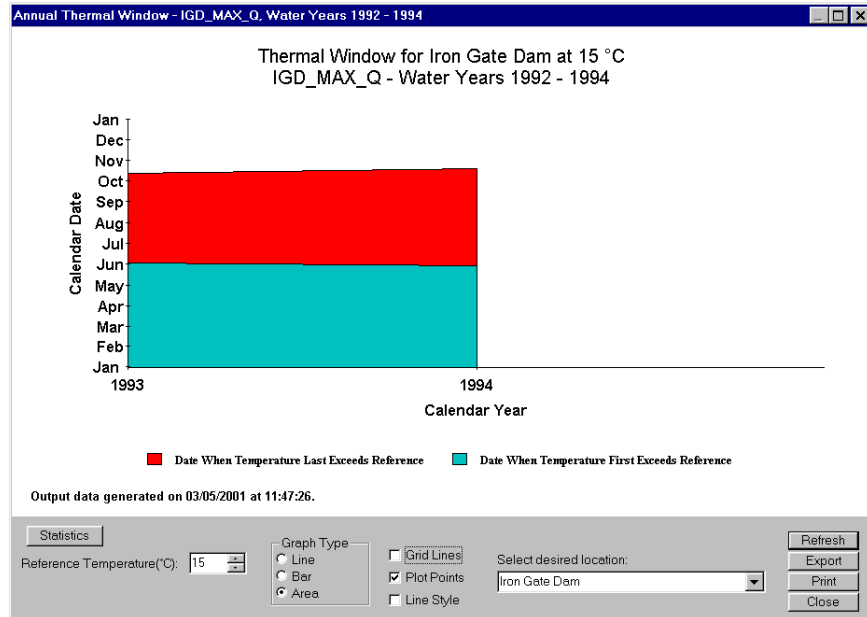 Annual Thermal Window - IGD_MAX_Q, Water Years 1992 - 1994
Thermal Window for Iron Gate Dam at 15 °C
IGD_MAX_Q - Water Years 1992 - 1994
Calendar Date
Jan
Dec
Nov
Oct
Sep
Aug
Jul
Jun
May
Apr
Mar
Feb
Jan
1993
1994
Calendar Year
Date When Temperature Last Exceeds Reference
Date When Temperature First Exceeds Reference
Output data generated on 03/05/2001 at 11:47:26.
Statistics
Reference Temperature(°C):
15
Graph Type
Line
Bar
Area
Grid Lines
Plot Points
Line Style
Select desired location:
Iron Gate Dam
Refresh
Export
Print
Close